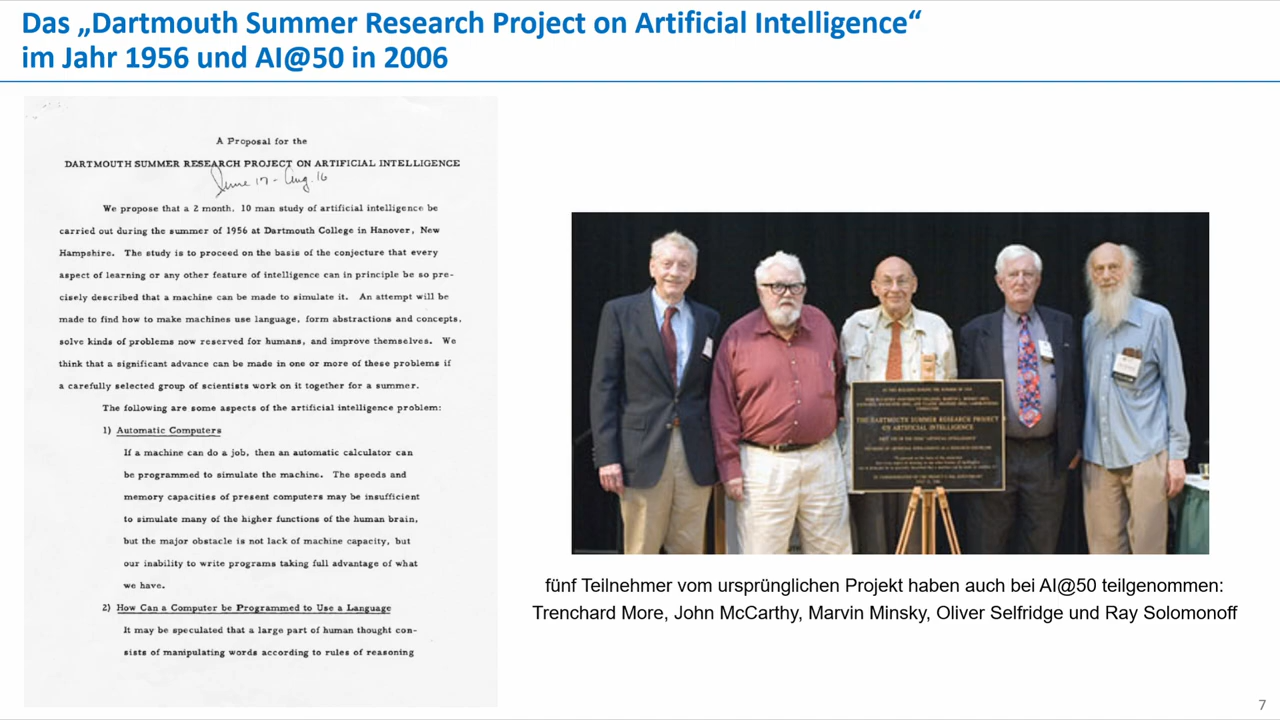 Das „Dartmouth Summer Research Project on Artificial Intelligence“
im Jahr 1956 und AI@50 in 2006
A Proposal for the
DARTMOUTH SUMMER RESEARCH PROJECT ON ARTIFICIAL INTELLIGENCE
June 17 - Aug. 16
We propose that a 2 month, 10 man study of artificial intelligence be
carried out during the summer of 1956 at Dartmouth College in Hanover, New
Hampshire. The study is to proceed on the basis of the conjecture that every
aspect of learning or any other feature of intelligence can in principle be so pre-
cisely described that a machine can be made to simulate it. An attempt will be
made to find how to make machines use language, form abstractions and concepts,
solve kinds of problems now reserved for humans, and improve themselves. We
think that a significant advance can be made in one or more of these problems if
a carefully selected group of scientists work on it together for a summer.
The following are some aspects of the artificial intelligence problem:
1) Automatic Computers
If a machine can do a job, then an automatic calculator can
be programmed to simulate the machine. The speeds and
memory capacities of present computers may be insufficient
to simulate many of the higher functions of the human brain,
but the major obstacle is not lack of machine capacity, but
our inability to write programs taking full advantage of what
we have.
2) How Can a Computer be Programmed to Use a Language
It may be speculated that a large part of human thought con-
sists of manipulating words according to rules of reasoning
THE DARTMOUTH SUMMER RESEARCH PROJECT
ON ARTIFICIAL INTELLIGENCE
fünf Teilnehmer vom ursprünglichen Projekt haben auch bei AI@50 teilgenommen:
Trenchard More, John McCarthy, Marvin Minsky, Oliver Selfridge und Ray Solomonoff
7